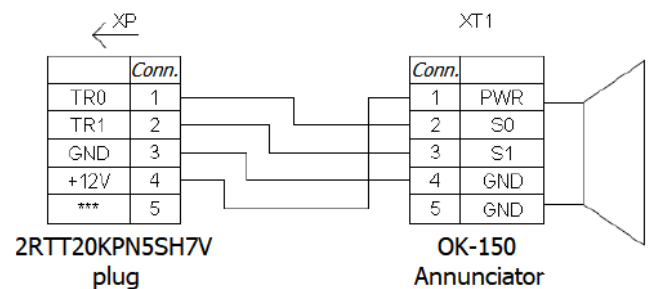 XP XT1
Conn. Conn.
TR0 1 1 PWR
TR1 2 2 S0
GND 3 3 S1
+12V 4 4 GND
*** 5 5 GND
2RTT20KPN5SH7V OK-150
plug Annunciator